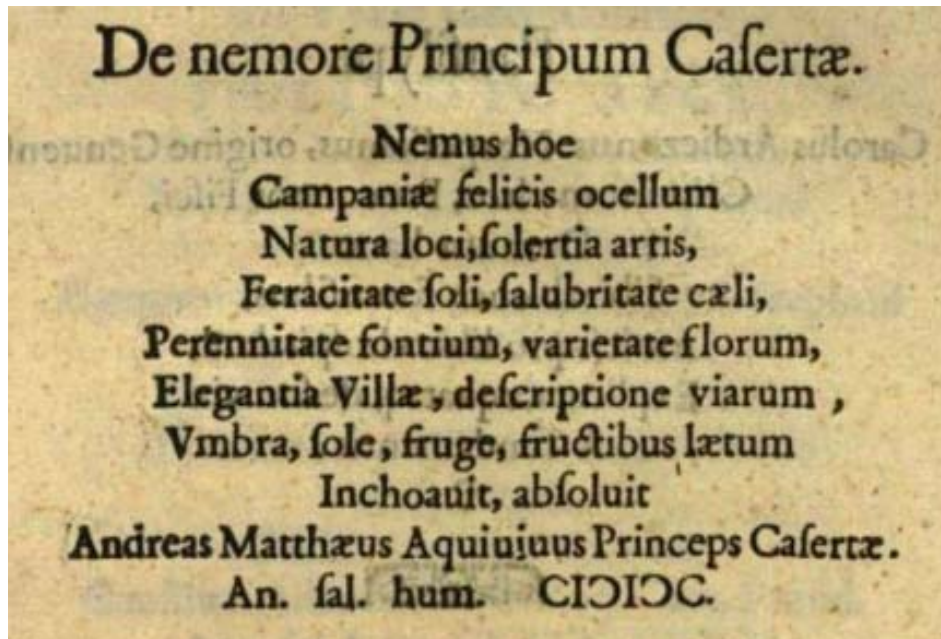 De nemore Principum Caſertæ.
Nemus hoe
Campaniæ felicis ocellum
Natura loci,ſolertia artis,
Feracitate ſoli, ſalubritate cæli,
Perennitate fontium, varietate florum,
Elegantia Villæ, deſcriptione viarum ,
Vmbra, ſole, fruge, fructibus lætum
Inchoauit, abſoluit
Andreas Matthæus Aquiuiuus Princeps Caſertæ.
An. ſal. hum. CIƆIƆC.